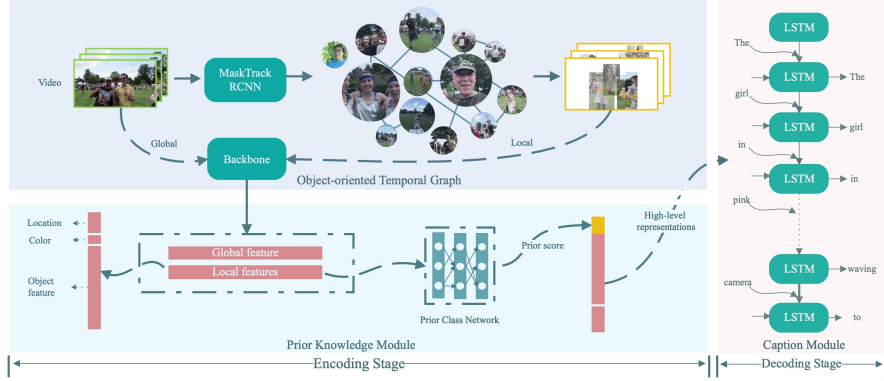 Video
MaskTrack
RCNN
Global
Local
Backbone
Object-oriented Temporal Graph
Location
Color
Object
feature
Global feature
Local features
Prior Class Network
Prior score
High-level
representations
Prior Knowledge Module
Encoding Stage
LSTM
The
LSTM
The
girl
LSTM
girl
in
LSTM
in
pink
LSTM
waving
camera
LSTM
to
Caption Module
Decoding Stage